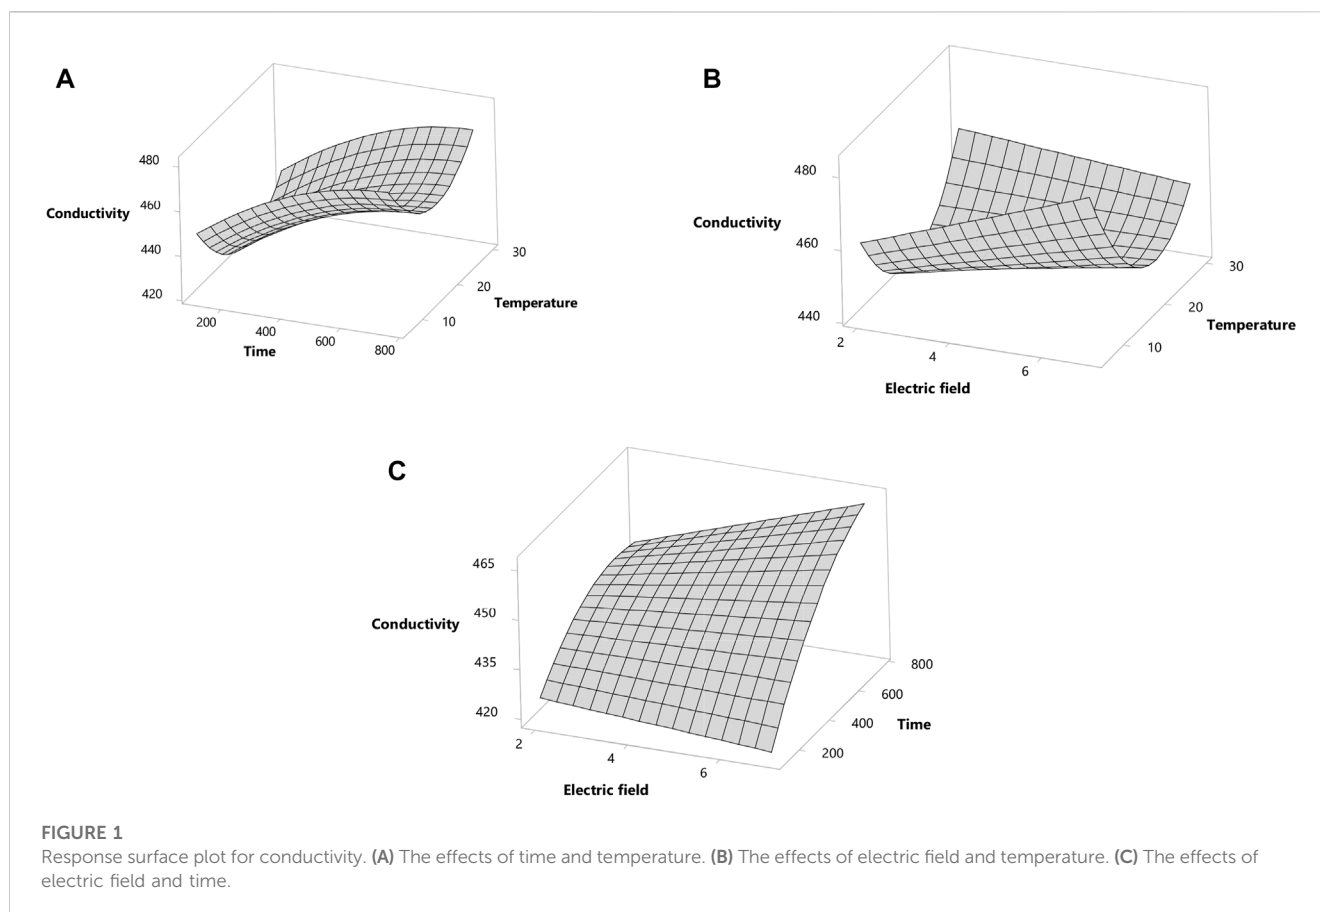 A
480
460
440
420
Conductivity
200
400
600
800
Time
10
20
30
Temperature
B
480
460
440
Conductivity
2
4
6
Electric field
10
20
30
Temperature
C
465
450
435
420
Conductivity
2
4
6
Electric field
200
400
600
800
Time
FIGURE 1
Response surface plot for conductivity. (A) The effects of time and temperature. (B) The effects of electric field and temperature. (C) The effects of
electric field and time.